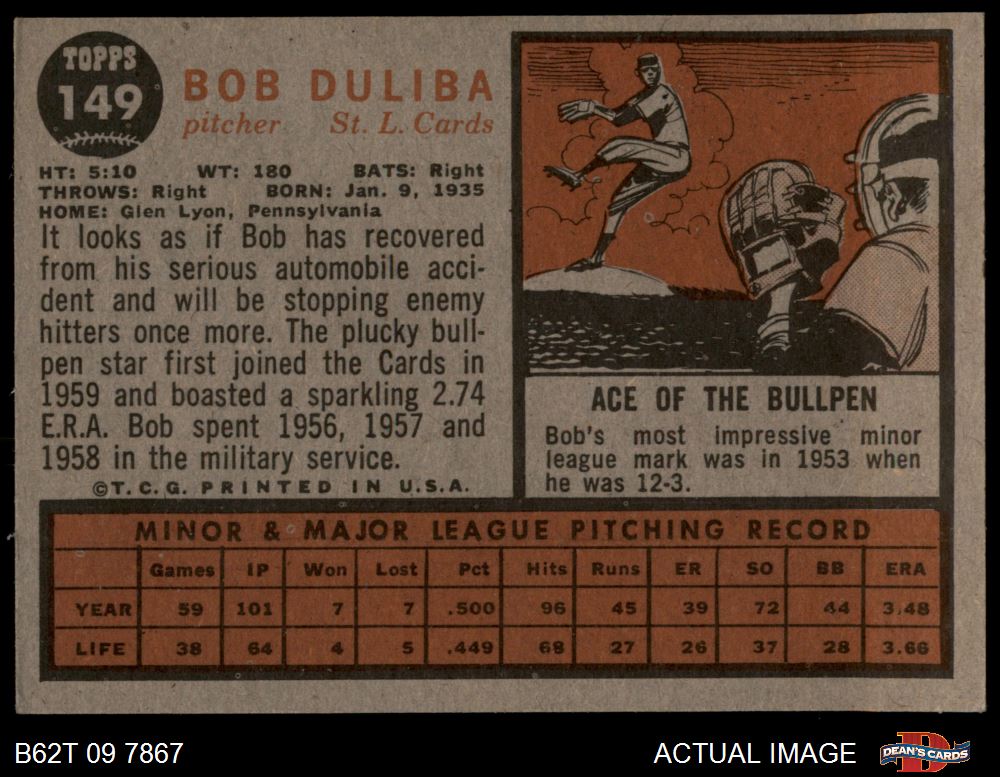 TOPPS
149
BOB DULIBA
pitcher St. L. Cards
HT: 5:10 WT: 180 BATS: Right
THROWS: Right BORN: Jan. 9, 1935
HOME: Glen Lyon, Pennsylvania
It looks as if Bob has recovered
from his serious automobile acci-
dent and will be stopping enemy
hitters once more. The plucky bull-
pen star first joined the Cards in
1959 and boasted a sparkling 2.74
E.R.A. Bob spent 1956, 1957 and
1958 in the military service.
©T.C.G. PRINTED IN U.S.A.
ACE OF THE BULLPEN
Bob's most impressive minor
league mark was in 1953 when
he was 12-3.
MINOR & MAJOR LEAGUE PITCHING RECORD
Games IP Won Lost Pct Hits Runs ER SO BB ERA
YEAR 59 101 7 7 .500 96 45 39 72 44 3.48
LIFE 38 64 4 5 .449 68 27 26 37 28 3.66
B62T 09 7867 ACTUAL IMAGE DEAN'S CARDS